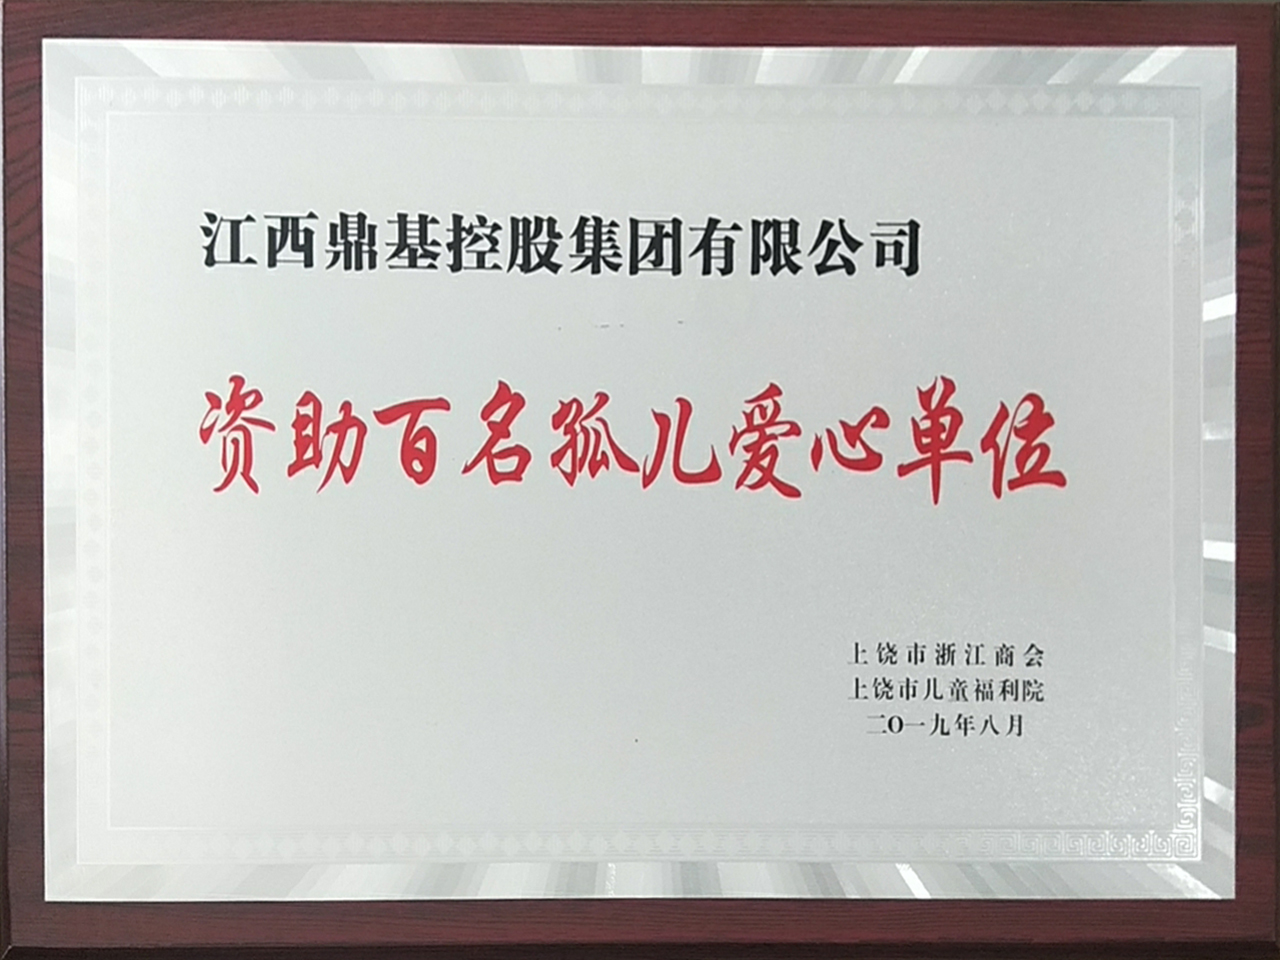 江西鼎基控股集团有限公司
资助百名孤儿爱心单位
上饶市浙江商会
上饶市儿童福利院
二O一九年八月